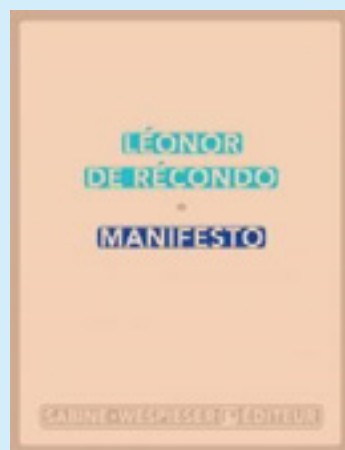 LÉONOR
DE RÉCONDO
•
MANIFESTO
SABINE WESPIESER ÉDITEUR